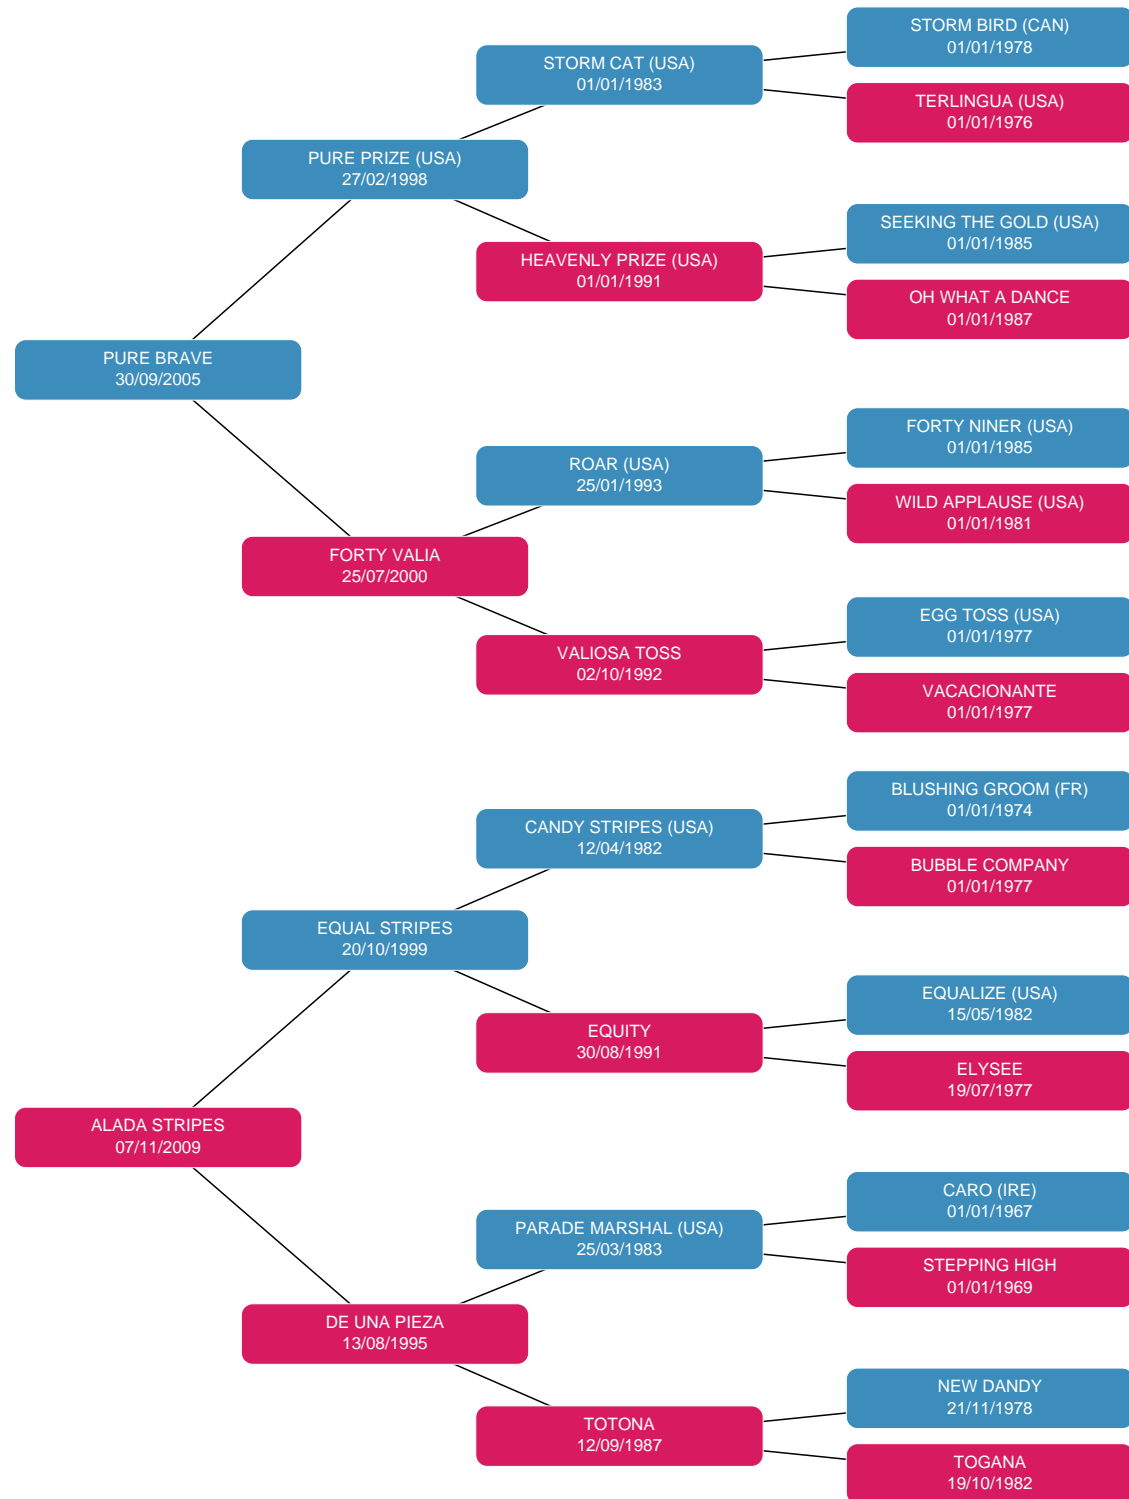 STORM BIRD (CAN)
01/01/1978
STORM CAT (USA)
01/01/1983
TERLINGUA (USA)
01/01/1976
PURE PRIZE (USA)
27/02/1998
SEEKING THE GOLD (USA)
01/01/1985
HEAVENLY PRIZE (USA)
01/01/1991
OH WHAT A DANCE
01/01/1987
PURE BRAVE
30/09/2005
FORTY NINER (USA)
01/01/1985
ROAR (USA)
25/01/1993
WILD APPLAUSE (USA)
01/01/1981
FORTY VALIA
25/07/2000
EGG TOSS (USA)
01/01/1977
VALIOSA TOSS
02/10/1992
VACACIONANTE
01/01/1977
BLUSHING GROOM (FR)
01/01/1974
CANDY STRIPES (USA)
12/04/1982
BUBBLE COMPANY
01/01/1977
EQUAL STRIPES
20/10/1999
EQUALIZE (USA)
15/05/1982
EQUITY
30/08/1991
ELYSEE
19/07/1977
ALADA STRIPES
07/11/2009
CARO (IRE)
01/01/1967
PARADE MARSHAL (USA)
25/03/1983
STEPPING HIGH
01/01/1969
DE UNA PIEZA
13/08/1995
NEW DANDY
21/11/1978
TOTONA
12/09/1987
TOGANA
19/10/1982